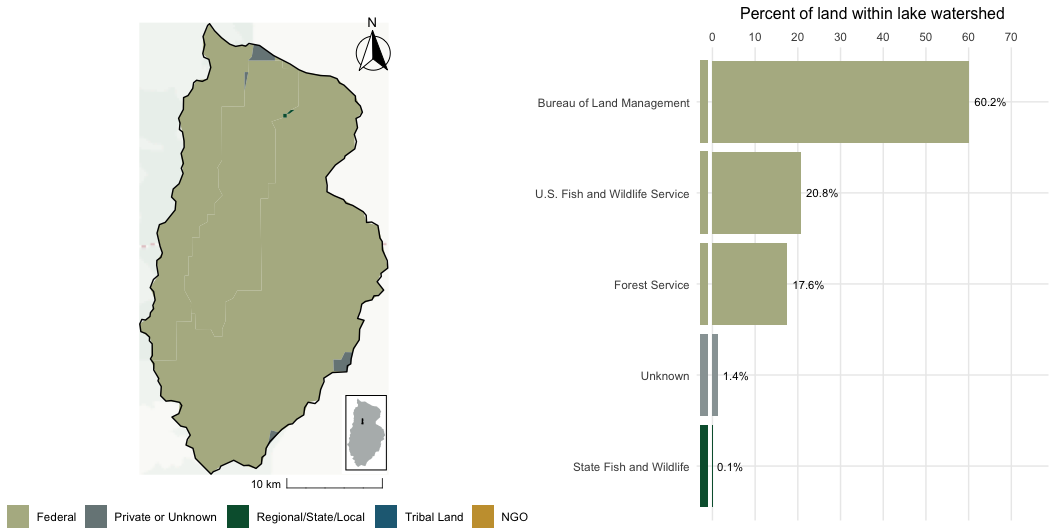 N
10 km
Federal
Private or Unknown
Regional/State/Local
Tribal Land
NGO
Percent of land within lake watershed
0 10 20 30 40 50 60 70
Bureau of Land Management 60.2%
U.S. Fish and Wildlife Service 20.8%
Forest Service 17.6%
Unknown 1.4%
State Fish and Wildlife 0.1%